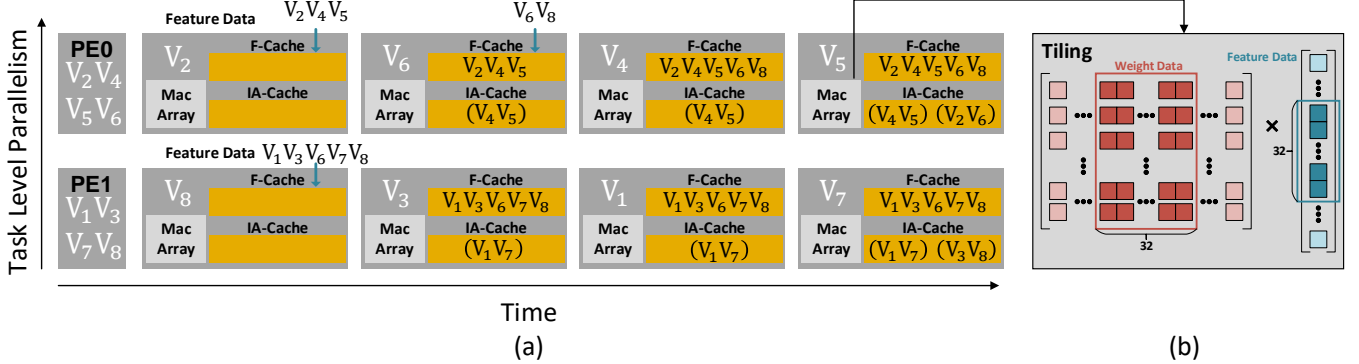 Task Level Parallelism
PE0
V₂ V₄
V₅ V₆
Feature Data
V₂V₄V₅
V₂
F-Cache
Mac
Array
IA-Cache
V₆V₈
V₆
F-Cache
V₂V₄V₅
Mac
Array
IA-Cache
(V₄V₅)
V₄
F-Cache
V₂V₄V₅V₆V₈
Mac
Array
IA-Cache
(V₄V₅)
V₅
F-Cache
V₂V₄V₅V₆V₈
Mac
Array
IA-Cache
(V₄V₅) (V₂V₆)
PE1
V₁V₃
V₇V₈
Feature Data
V₁V₃V₆V₇V₈
V₈
F-Cache
Mac
Array
IA-Cache
V₃
F-Cache
V₁V₃V₆V₇V₈
Mac
Array
IA-Cache
(V₁V₇)
V₁
F-Cache
V₁V₃V₆V₇V₈
Mac
Array
IA-Cache
(V₁V₇)
V₇
F-Cache
V₁V₃V₆V₇V₈
Mac
Array
IA-Cache
(V₁V₇) (V₃V₈)
Time
(a)
Tiling
Weight Data
Feature Data
×
32
32
(b)